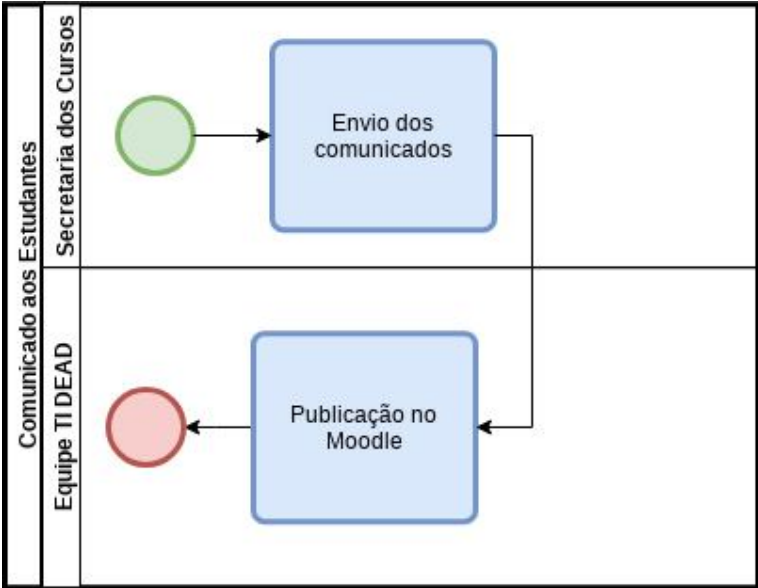 Comunicado aos Estudantes
Secretaria dos Cursos
Envio dos
comunicados
Equipe TI DEAD
Publicação no
Moodle